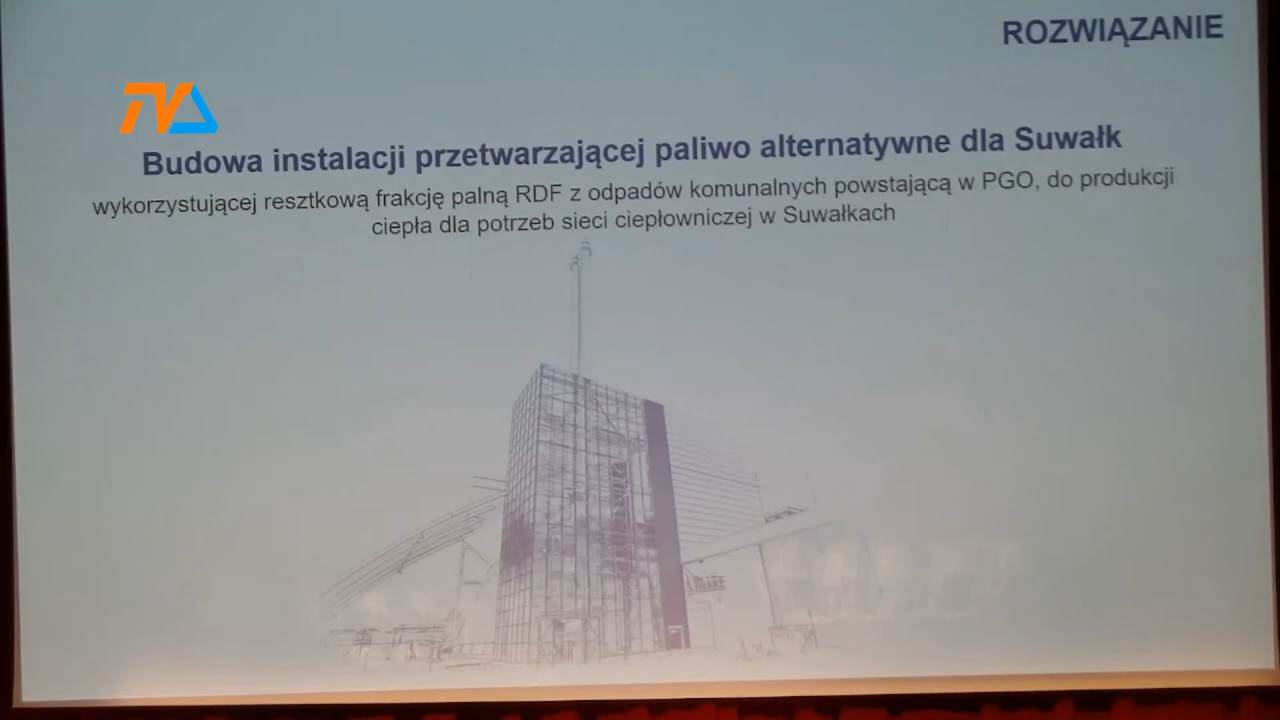 ROZWIĄZANIE
Budowa instalacji przetwarzającej paliwo alternatywne dla Suwałk
wykorzystującej resztkową frakcję palną RDF z odpadów komunalnych powstającą w PGO, do produkcji
ciepła dla potrzeb sieci ciepłowniczej w Suwałkach